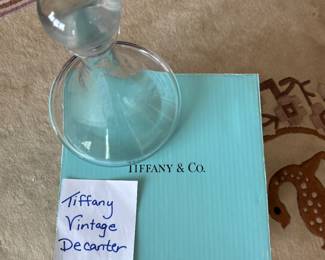 TIFFANY & CO.
Tiffany
Vintage
Decanter